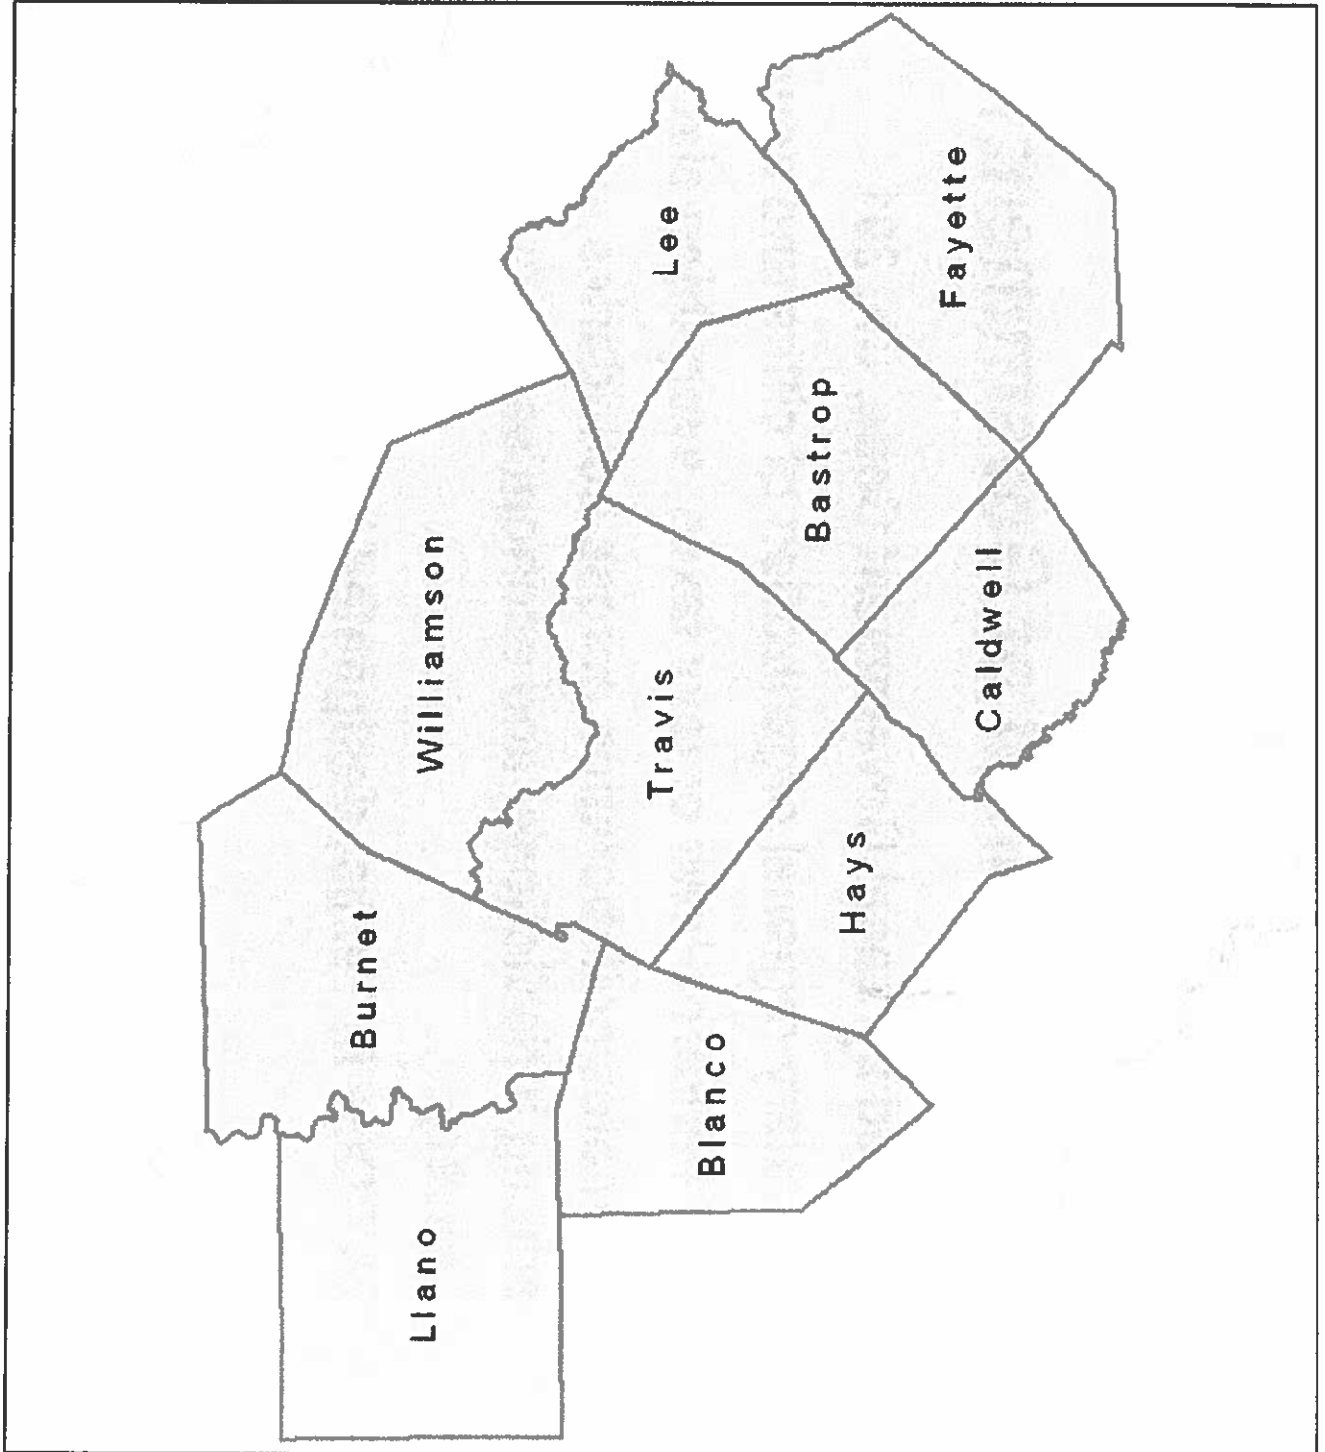 Llano
Burnet
Williamson
Blanco
Travis
Lee
Hays
Bastrop
Caldwell
Fayette